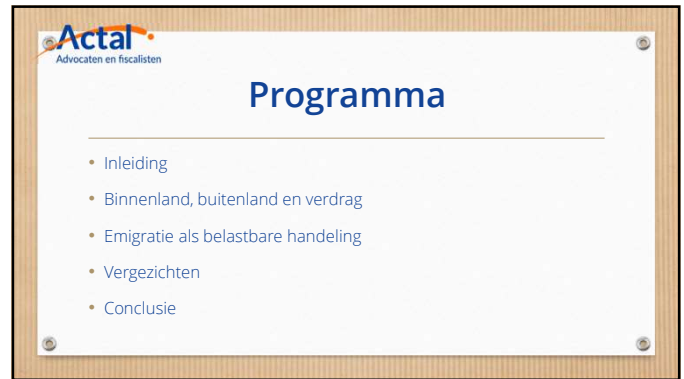 Actal
Advocaten en fiscalisten
Programma
• Inleiding
• Binnenland, buitenland en verdrag
• Emigratie als belastbare handeling
• Vergezichten
• Conclusie